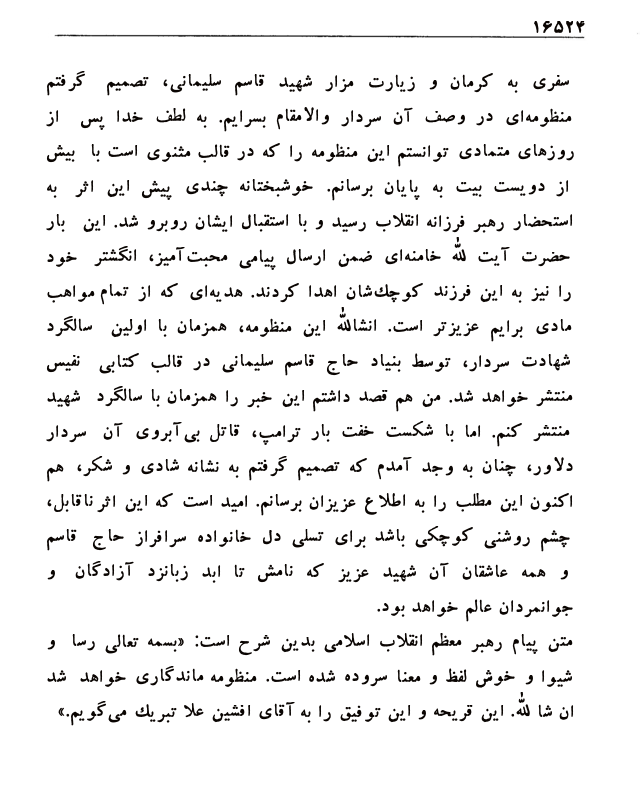 ۱۶۵۲۴
سفری به کرمان و زیارت مزار شهید قاسم سلیمانی، تصمیم گرفتم
منظومه‌ای در وصف آن سردار والامقام بسرایم. به لطف خدا پس از
روزهای متمادی توانستم این منظومه را که در قالب مثنوی است با بیش
از دویست بیت به پایان برسانم. خوشبختانه چندی پیش این اثر به
استحضار رهبر فرزانه انقلاب رسید و با استقبال ایشان روبرو شد. این بار
حضرت آیت لله خامنه‌ای ضمن ارسال پیامی محبت‌آمیز، انگشتر خود
را نیز به این فرزند کوچك‌شان اهدا کردند. هدیه‌ای که از تمام مواهب
مادی برایم عزیزتر است. انشالله این منظومه، همزمان با اولین سالگرد
شهادت سردار، توسط بنیاد حاج قاسم سلیمانی در قالب کتابی نفیس
منتشر خواهد شد. من هم قصد داشتم این خبر را همزمان با سالگرد شهید
منتشر کنم. اما با شکست خفت بار ترامپ، قاتل بی‌آبروی آن سردار
دلاور، چنان به وجد آمدم که تصمیم گرفتم به نشانه شادی و شکر، هم
اکنون این مطلب را به اطلاع عزیزان برسانم. امید است که این اثر ناقابل،
چشم روشنی کوچکی باشد برای تسلی دل خانواده سرافراز حاج قاسم
و همه عاشقان آن شهید عزیز که نامش تا ابد زبانزد آزادگان و
جوانمردان عالم خواهد بود.
متن پیام رهبر معظم انقلاب اسلامی بدین شرح است: «بسمه تعالی رسا و
شیوا و خوش لفظ و معنا سروده شده است. منظومه ماندگاری خواهد شد
ان شا لله. این قریحه و این توفیق را به آقای افشین علا تبریك می‌گویم.»